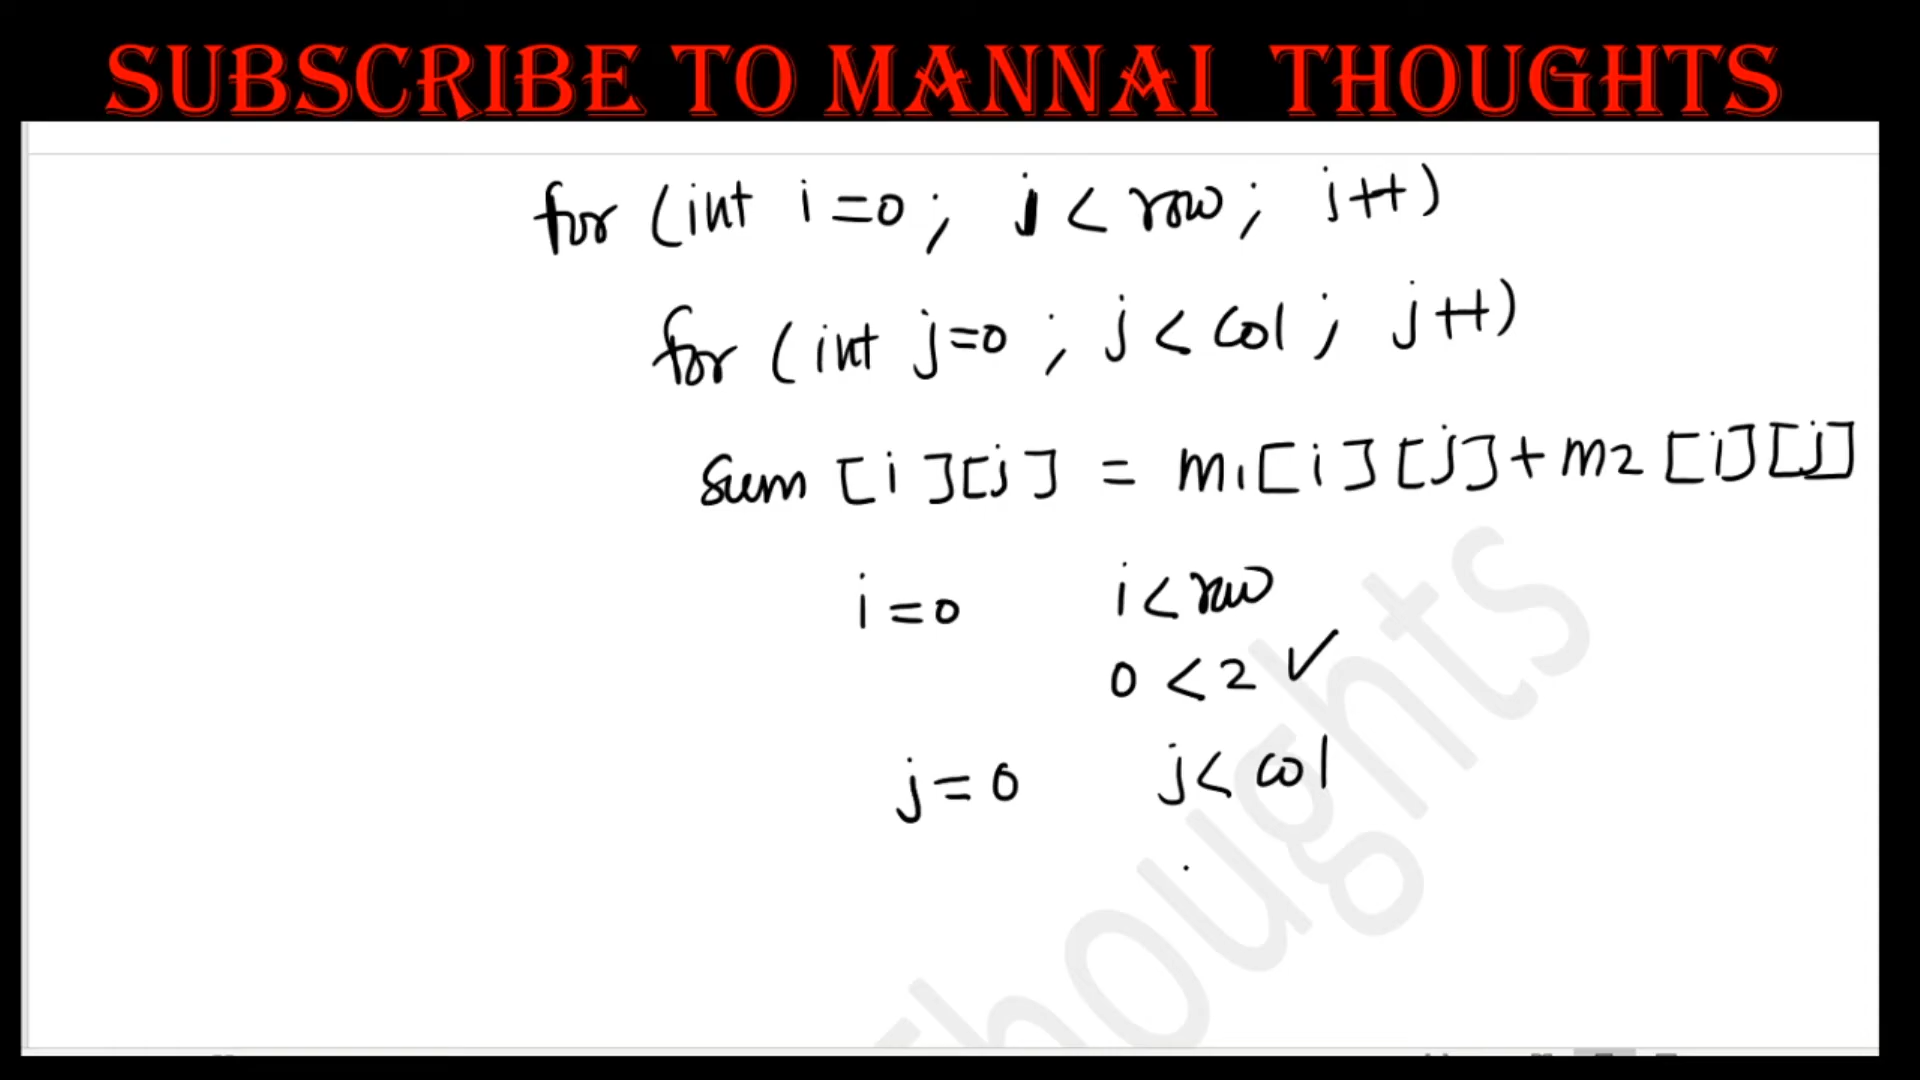 SUBSCRIBE TO MANNAI THOUGHTS
for (int i=0; i<row; i++)
for (int j=0; j<col; j++)
sum [i][j] = m1[i][j]+m2[i][j]
i=0 i<row
0<2 ✓
j=0 j<col
Thoughts